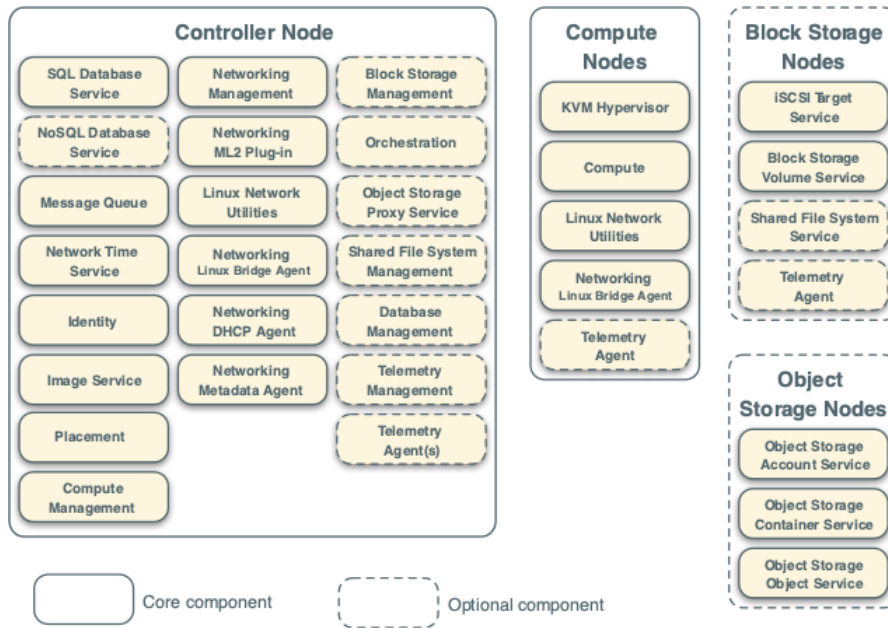 Controller Node
SQL Database
Service
NoSQL Database
Service
Message Queue
Network Time
Service
Identity
Image Service
Placement
Compute
Management
Networking
Management
Networking
ML2 Plug-in
Linux Network
Utilities
Networking
Linux Bridge Agent
Networking
DHCP Agent
Networking
Metadata Agent
Block Storage
Management
Orchestration
Object Storage
Proxy Service
Shared File System
Management
Database
Management
Telemetry
Management
Telemetry
Agent(s)
Compute
Nodes
KVM Hypervisor
Compute
Linux Network
Utilities
Networking
Linux Bridge Agent
Telemetry
Agent
Block Storage
Nodes
iSCSI Target
Service
Block Storage
Volume Service
Shared File System
Service
Telemetry
Agent
Object
Storage Nodes
Object Storage
Account Service
Object Storage
Container Service
Object Storage
Object Service
Core component
Optional component